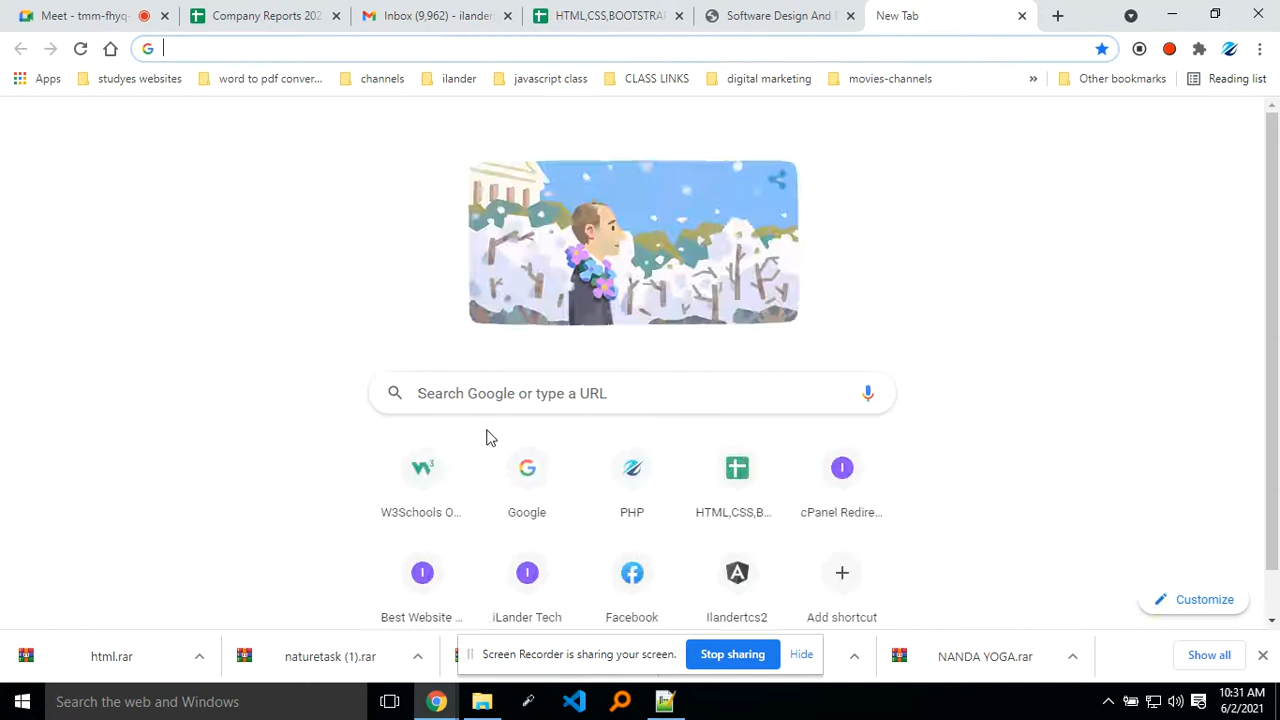 Meet - tmm-fhyq-
Company Reports 202
Inbox (9,962) - ilander
HTML,CSS,BOOTSTRAP
Software Design And D
New Tab
Apps
studyes websites
word to pdf conver...
channels
ilander
javascript class
CLASS LINKS
digital marketing
movies-channels
»
Other bookmarks
Reading list
Search Google or type a URL
W3Schools O...
Google
PHP
HTML,CSS,B...
cPanel Redire...
Best Website ...
iLander Tech
Facebook
Ilandertcs2
Add shortcut
Customize
html.rar
naturetask (1).rar
Screen Recorder is sharing your screen.
Stop sharing
Hide
NANDA YOGA.rar
Show all
Search the web and Windows
10:31 AM
6/2/2021